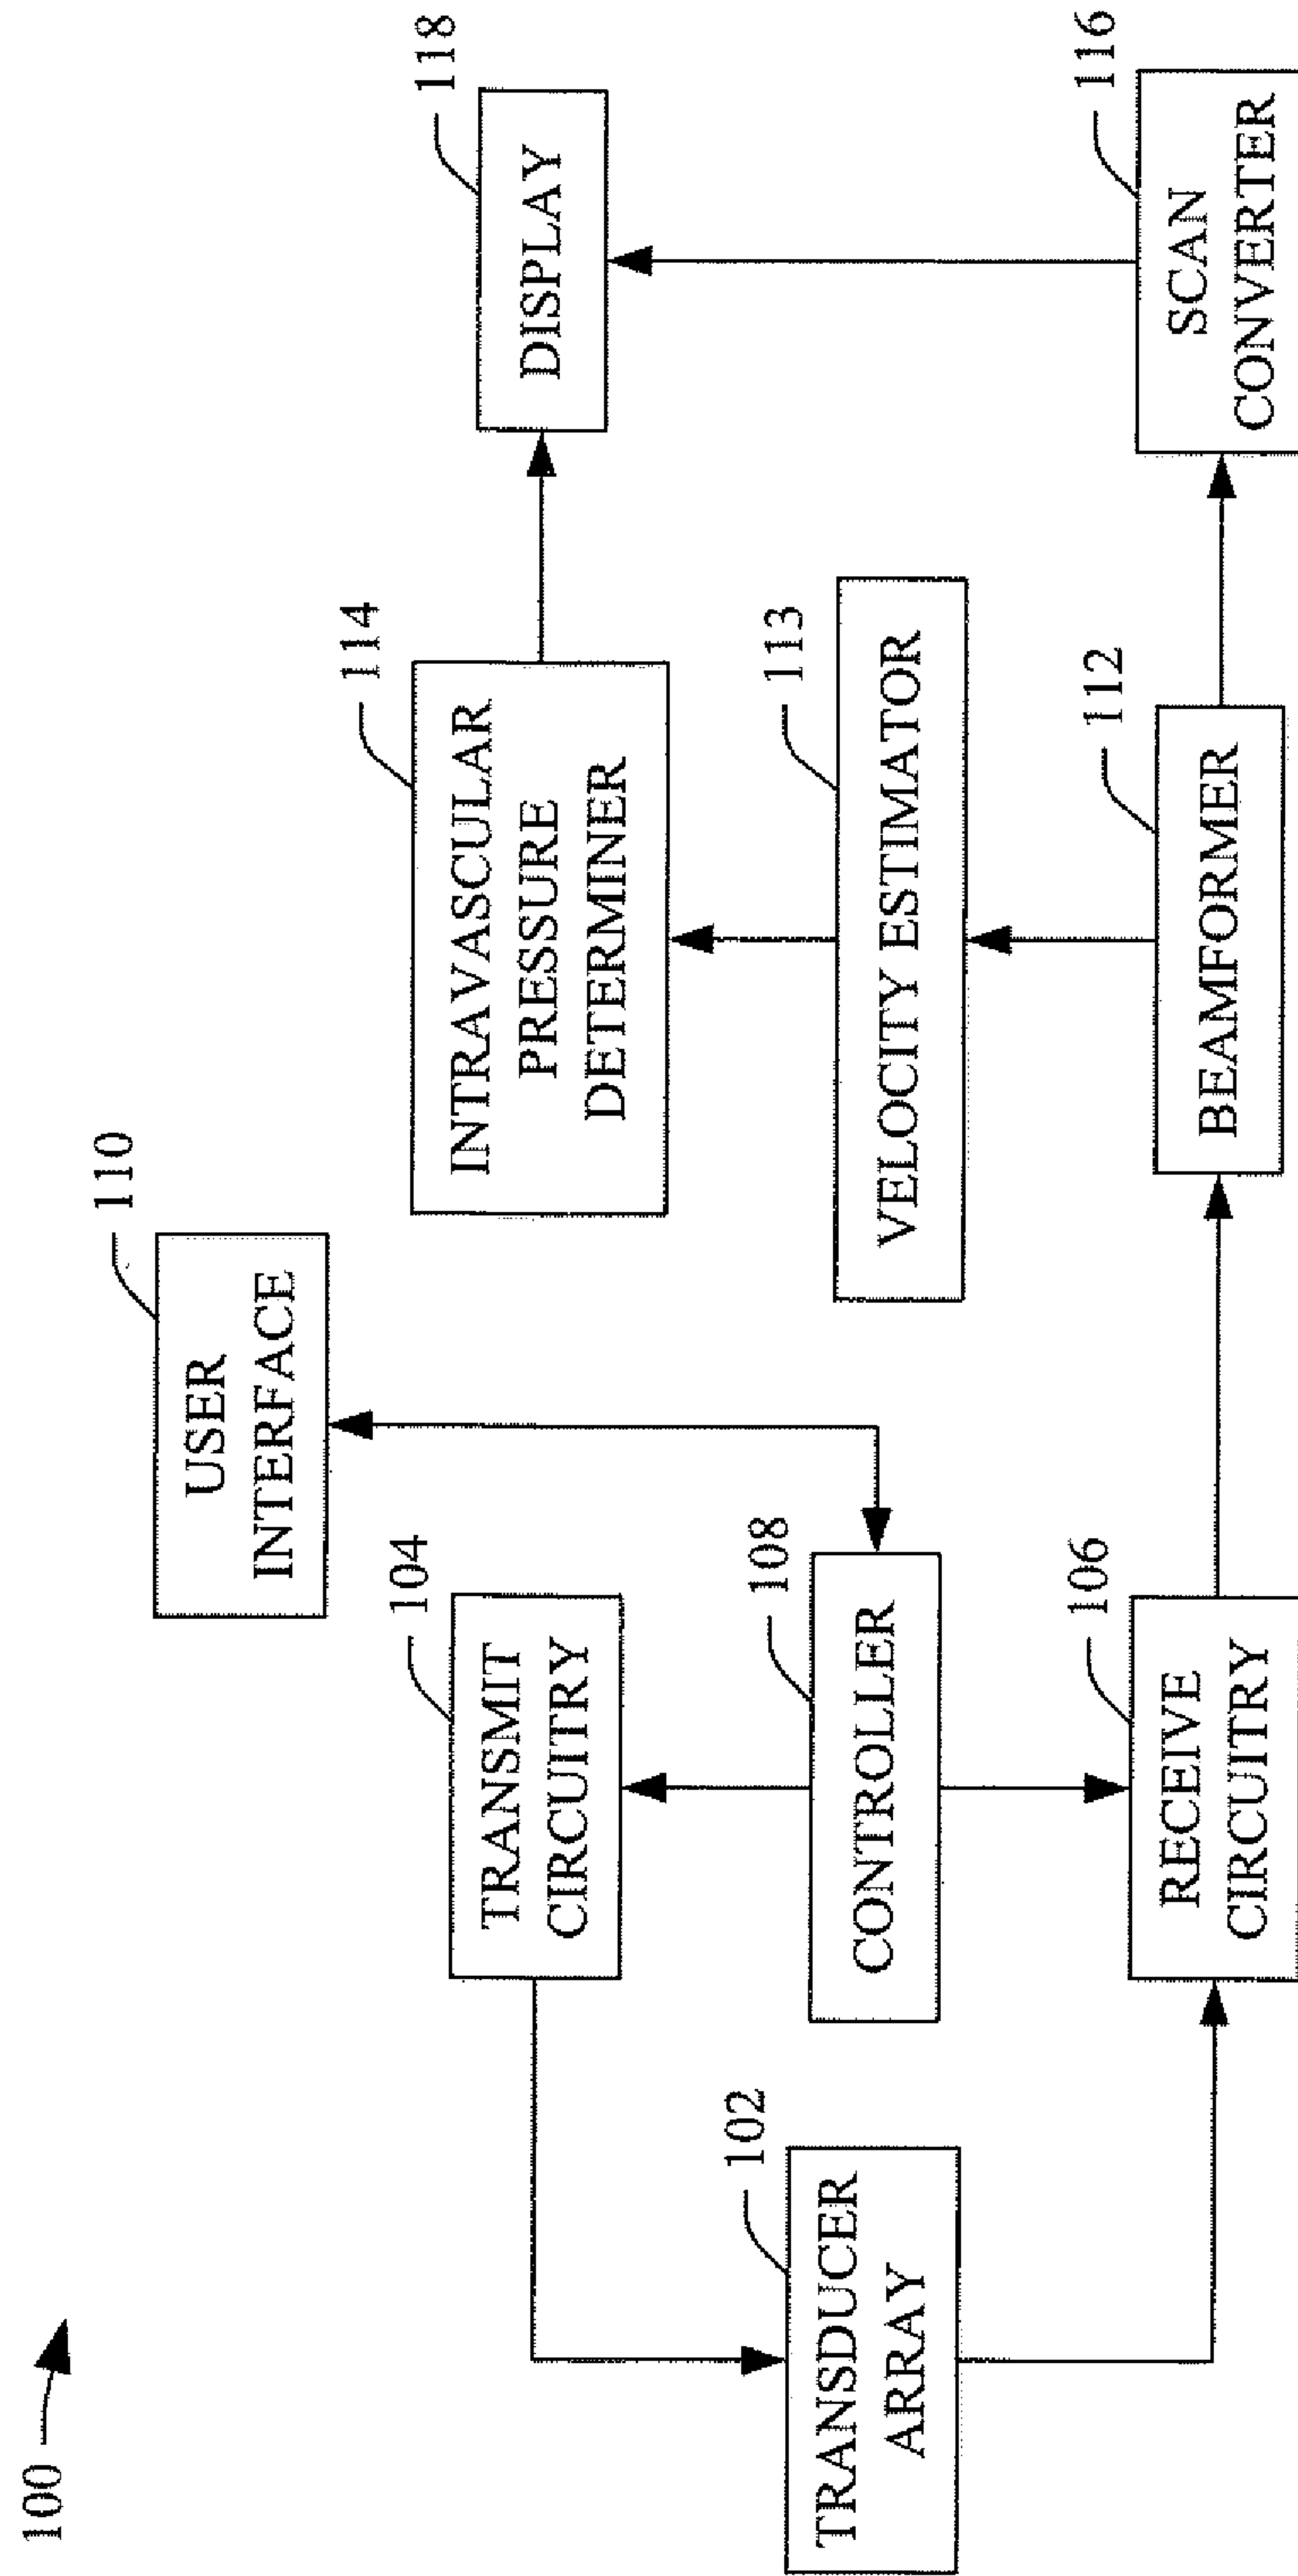 100
110
USER
INTERFACE
104
TRANSMIT
CIRCUITRY
114
INTRAVASCULAR
PRESSURE
DETERMINER
118
DISPLAY
102
TRANSDUCER
ARRAY
108
CONTROLLER
113
VELOCITY ESTIMATOR
106
RECEIVE
CIRCUITRY
112
BEAMFORMER
116
SCAN
CONVERTER